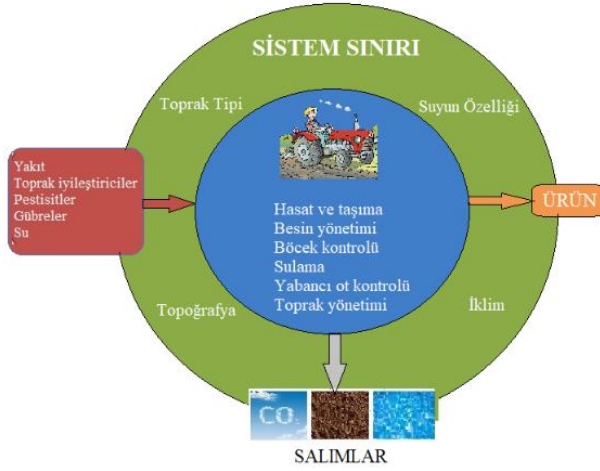 SİSTEM SINIRI
Toprak Tipi
Suyun Özelliği
Yakıt
Toprak iyileştiriciler
Pestisitler
Gübreler
Su
Hasat ve taşıma
Besin yönetimi
Böcek kontrolü
Sulama
Yabancı ot kontrolü
Toprak yönetimi
ÜRÜN
Topoğrafya
İklim
CO
SALIMLAR